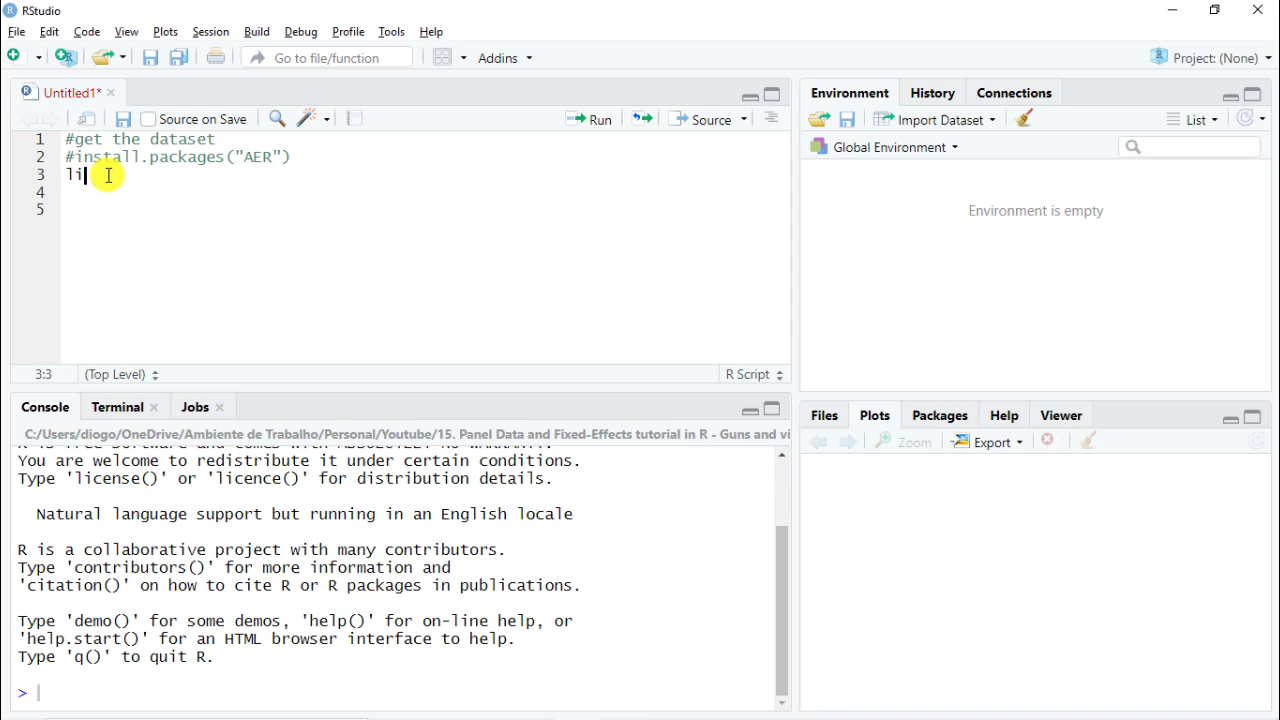 RStudio
File Edit Code View Plots Session Build Debug Profile Tools Help
Go to file/function Addins Project: (None)
Untitled1*
Source on Save Run Source
1 #get the dataset
2 #install.packages("AER")
3 li
4
5
3:3 (Top Level) R Script
Console Terminal Jobs
C:/Users/diogo/OneDrive/Ambiente de Trabalho/Personal/Youtube/15. Panel Data and Fixed-Effects tutorial in R - Guns and vi
You are welcome to redistribute it under certain conditions.
Type 'license()' or 'licence()' for distribution details.
Natural language support but running in an English locale
R is a collaborative project with many contributors.
Type 'contributors()' for more information and
'citation()' on how to cite R or R packages in publications.
Type 'demo()' for some demos, 'help()' for on-line help, or
'help.start()' for an HTML browser interface to help.
Type 'q()' to quit R.
>
Environment History Connections
Import Dataset List
Global Environment
Environment is empty
Files Plots Packages Help Viewer
Zoom Export